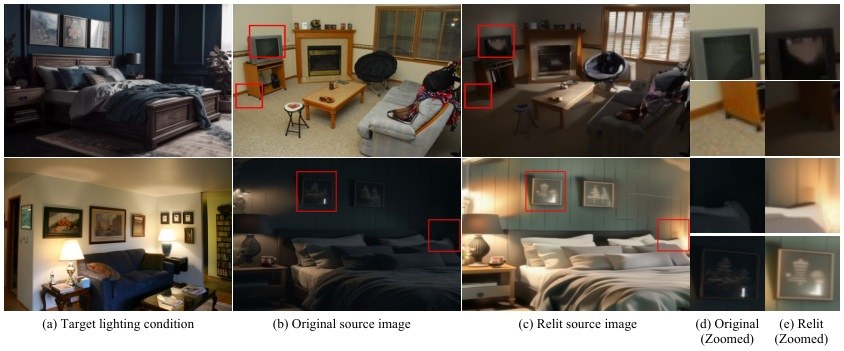 (a) Target lighting condition
(b) Original source image
(c) Relit source image
(d) Original
(Zoomed)
(e) Relit
(Zoomed)